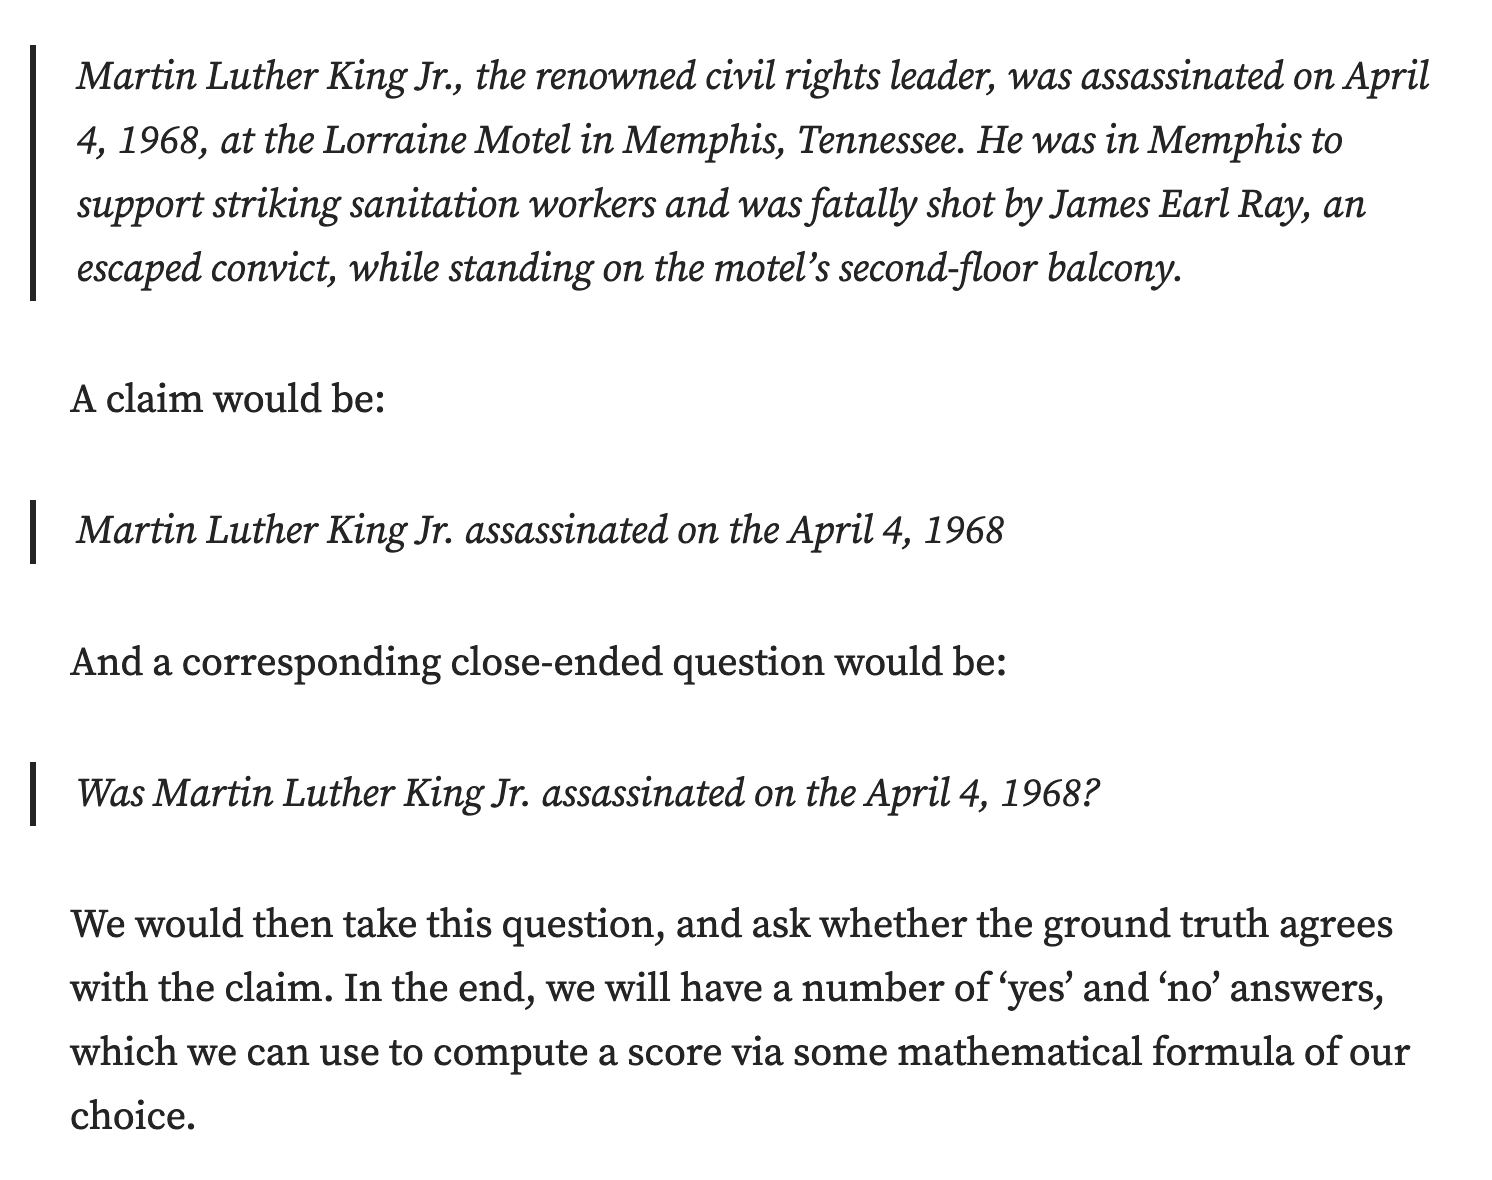 Martin Luther King Jr., the renowned civil rights leader, was assassinated on April
4, 1968, at the Lorraine Motel in Memphis, Tennessee. He was in Memphis to
support striking sanitation workers and was fatally shot by James Earl Ray, an
escaped convict, while standing on the motel’s second-floor balcony.
A claim would be:
Martin Luther King Jr. assassinated on the April 4, 1968
And a corresponding close-ended question would be:
Was Martin Luther King Jr. assassinated on the April 4, 1968?
We would then take this question, and ask whether the ground truth agrees
with the claim. In the end, we will have a number of ‘yes’ and ‘no’ answers,
which we can use to compute a score via some mathematical formula of our
choice.